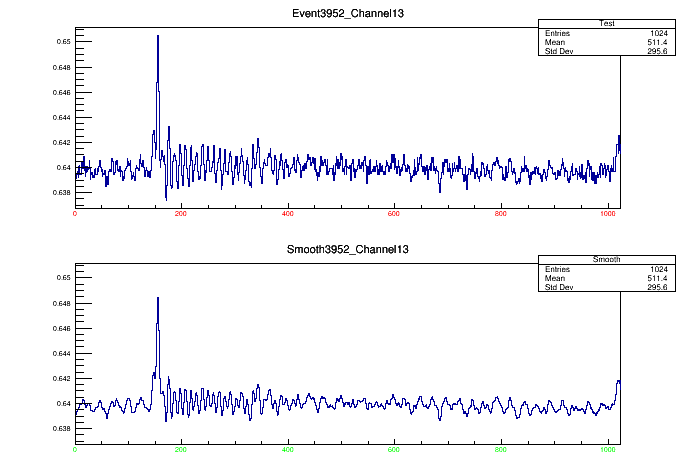 Event3952_Channel13
Test
Entries 1024
Mean 511.4
Std Dev 295.6
0.65
0.648
0.646
0.644
0.642
0.64
0.638
0 200 400 600 800 1000
Smooth3952_Channel13
Smooth
Entries 1024
Mean 511.4
Std Dev 295.6
0.65
0.648
0.646
0.644
0.642
0.64
0.638
0 200 400 600 800 1000